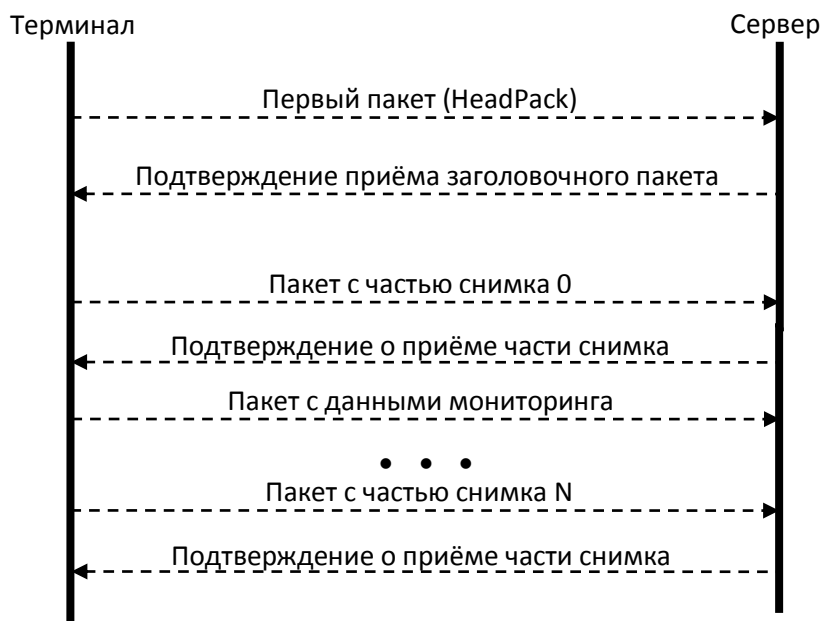 Терминал
Сервер
Первый пакет (HeadPack)
Подтверждение приёма заголовочного пакета
Пакет с частью снимка 0
Подтверждение о приёме части снимка
Пакет с данными мониторинга
• • •
Пакет с частью снимка N
Подтверждение о приёме части снимка